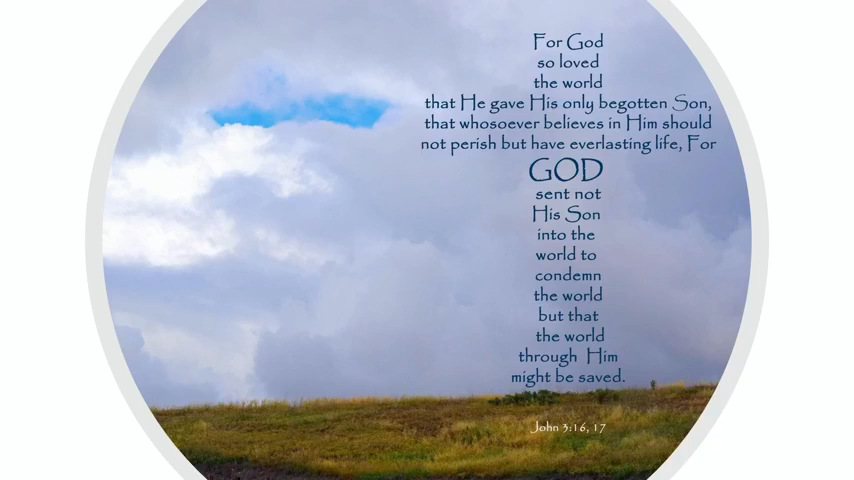 For God
so loved
the world
that He gave His only begotten Son,
that whosoever believes in Him should
not perish but have everlasting life, For
GOD
sent not
His Son
into the
world to
condemn
the world
but that
the world
through Him
might be saved.
John 3:16, 17